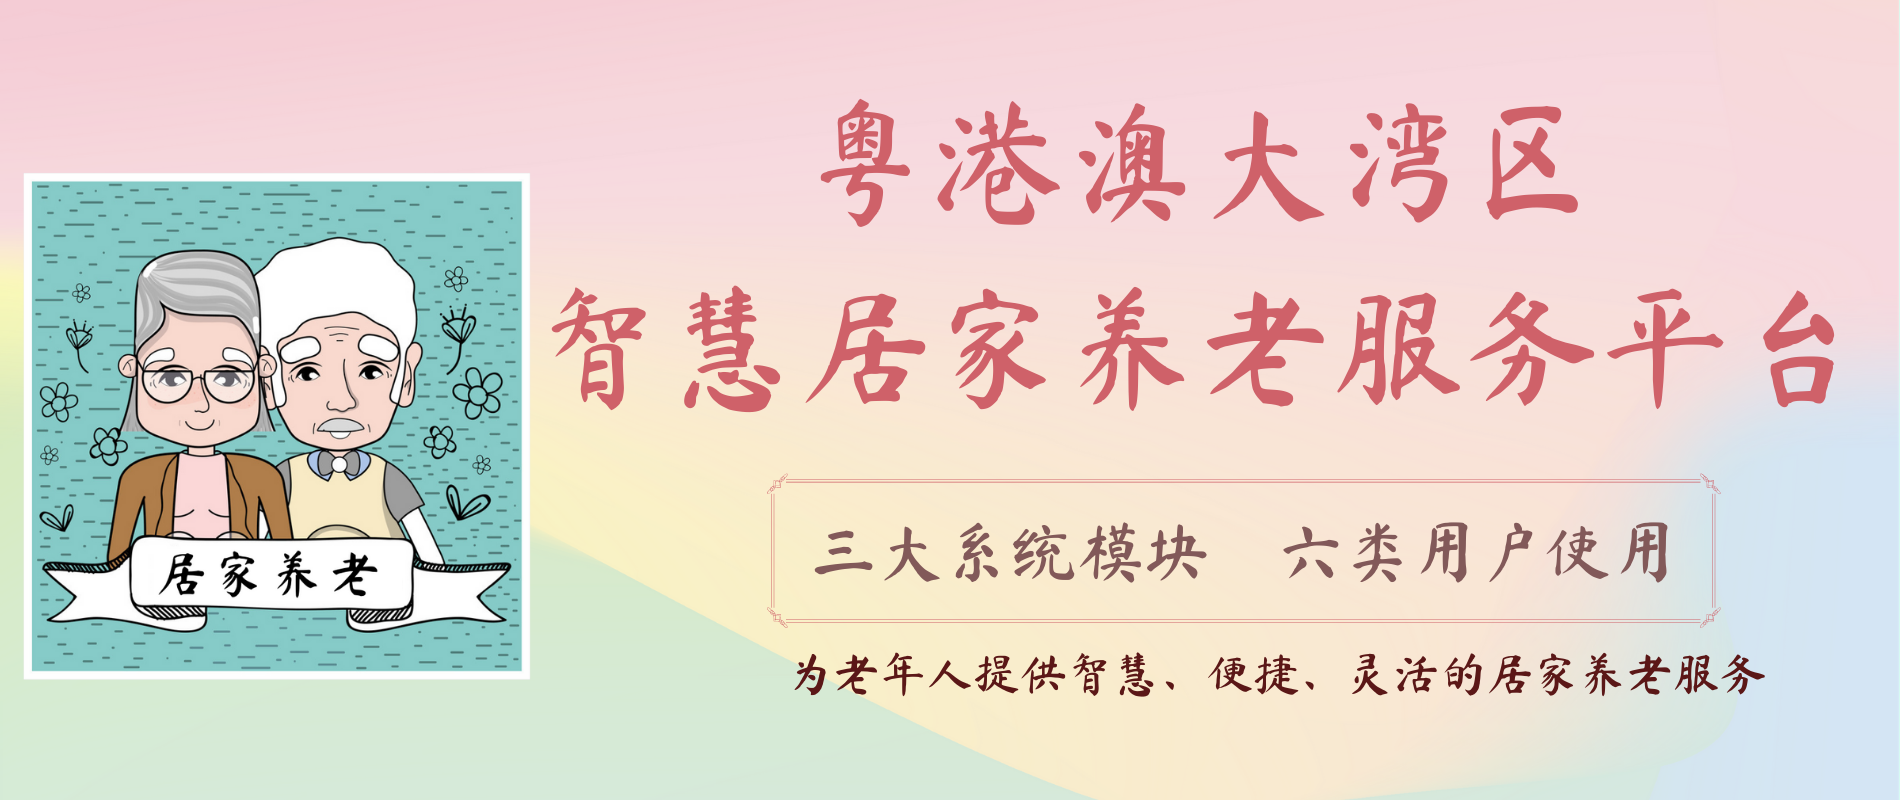 粤港澳大湾区
智慧居家养老服务平台
居家养老
三大系统模块 六类用户使用
为老年人提供智慧、便捷、灵活的居家养老服务